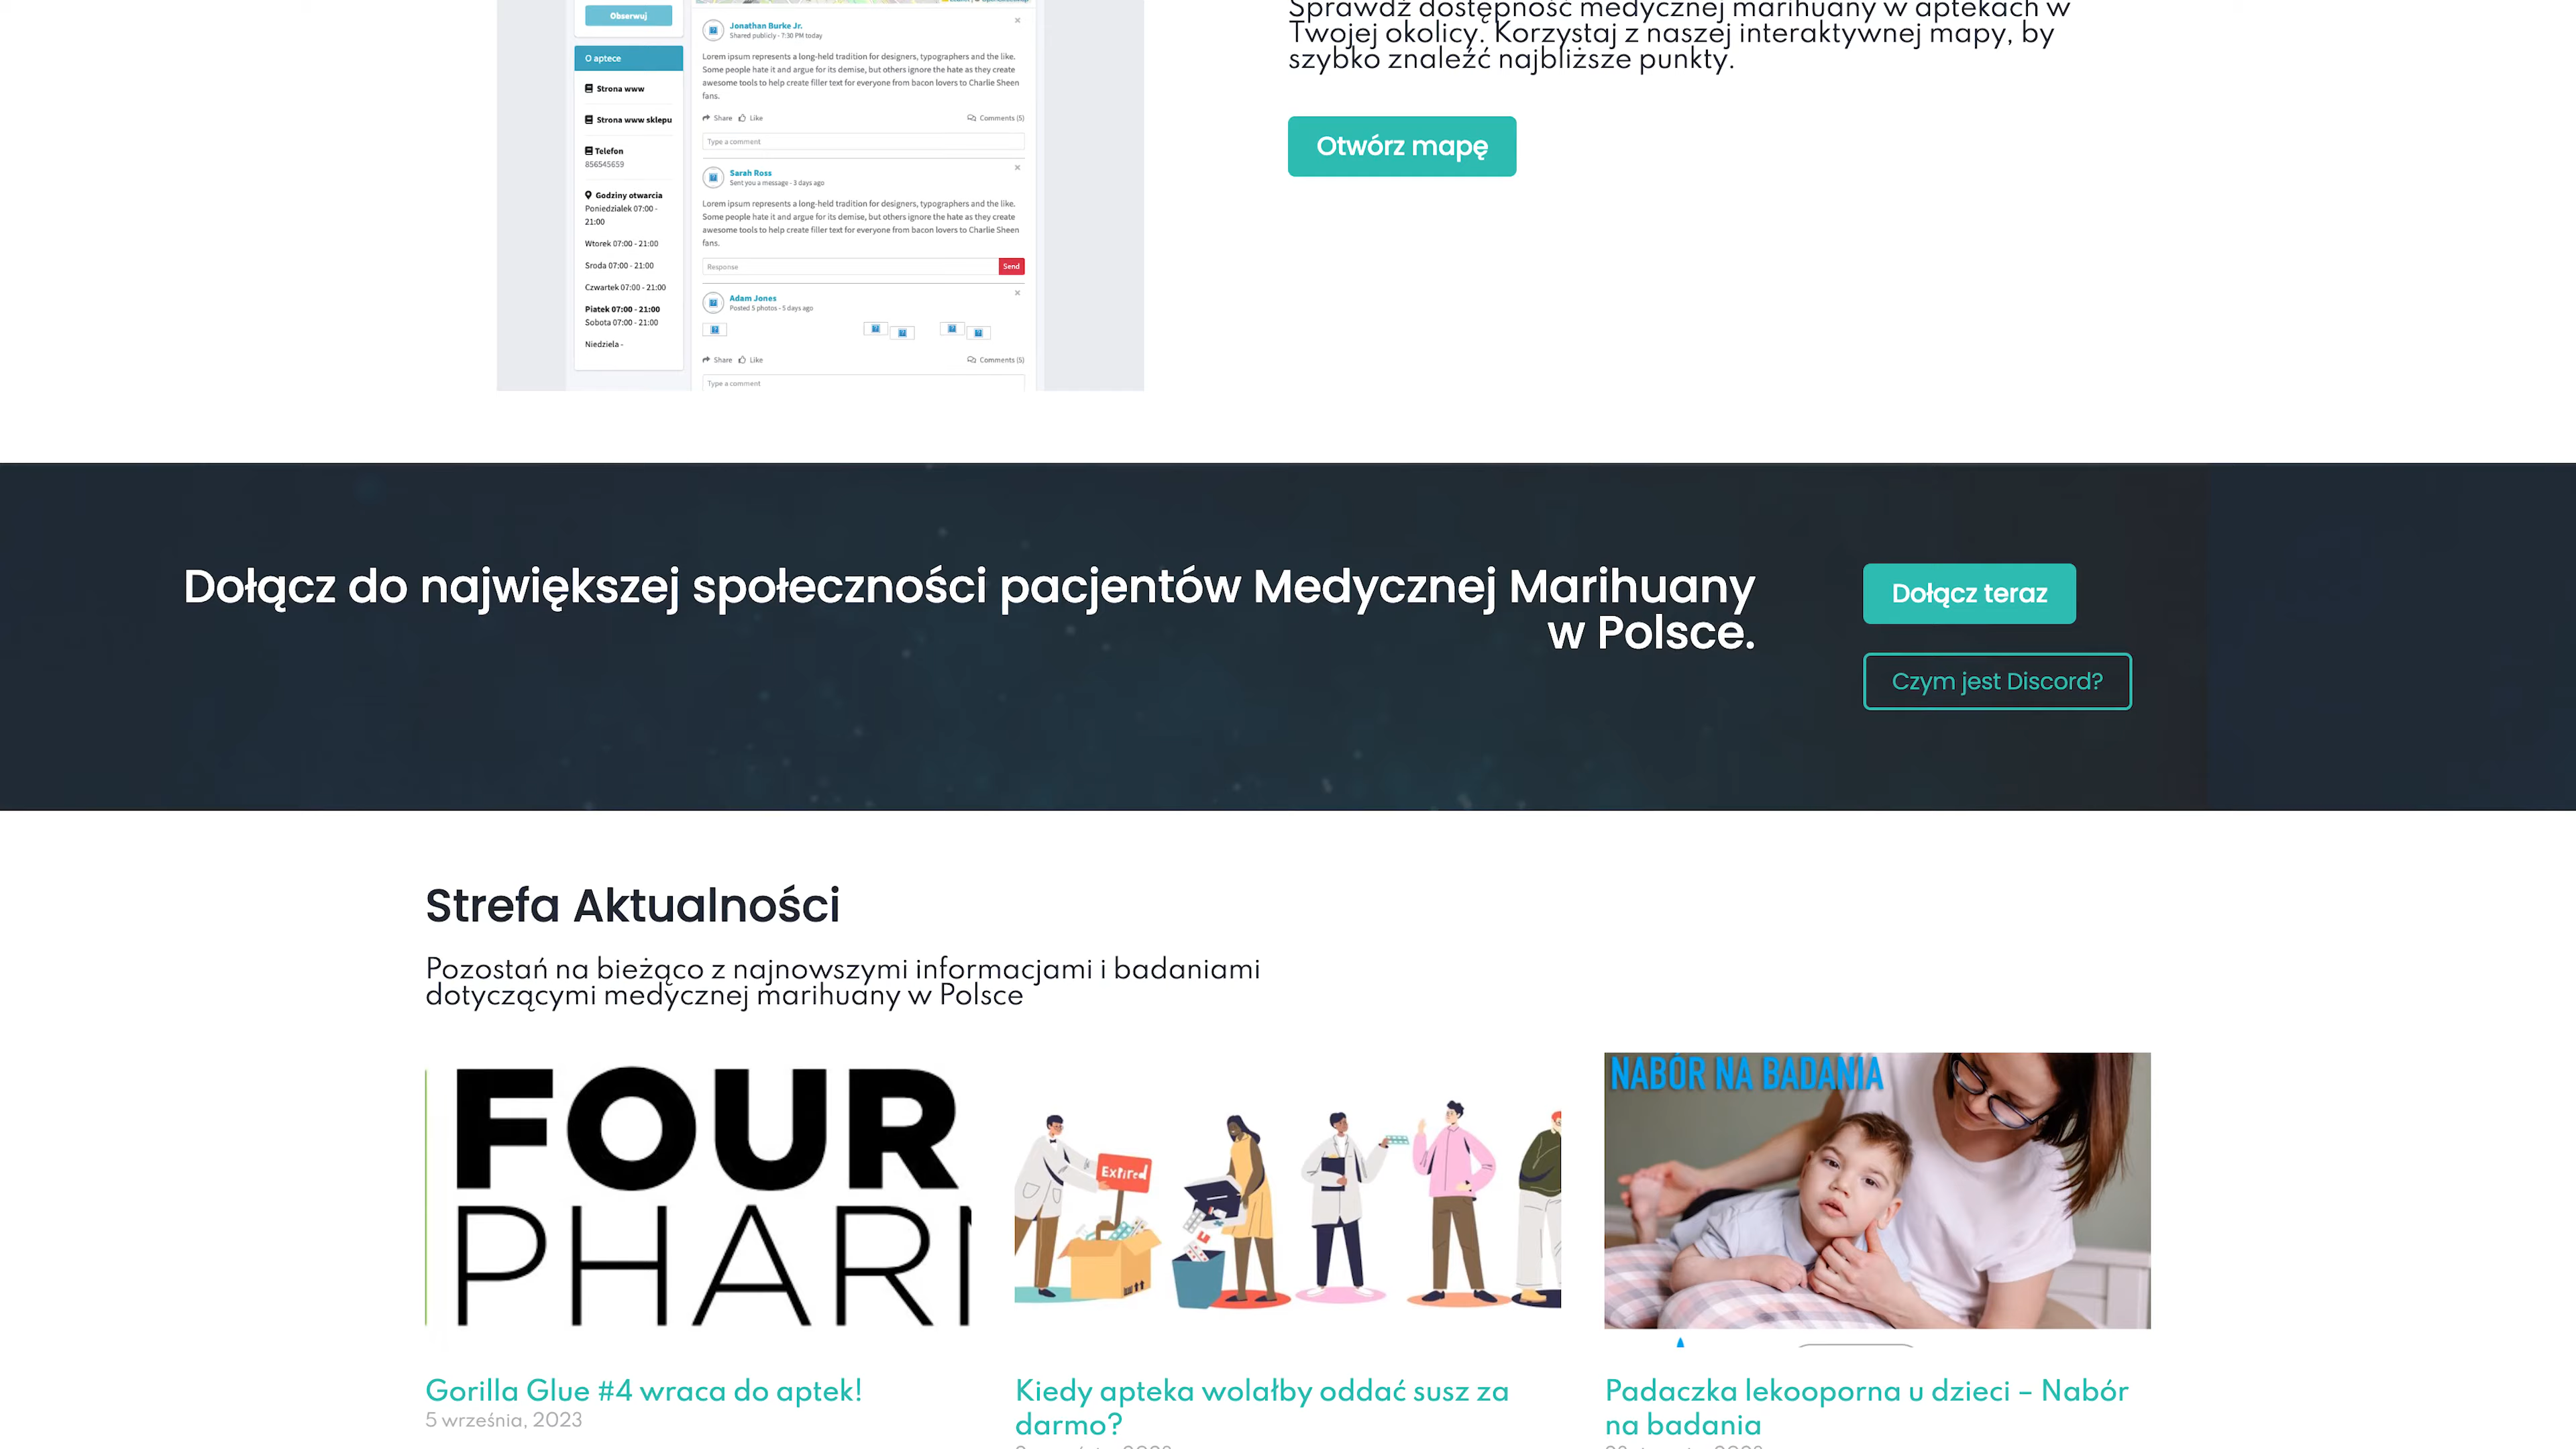 Obserwuj
O aptece
Strona www
Strona www sklepu
Telefon
856545659
Godziny otwarcia
Poniedzialek 07:00 -
21:00
Wtorek 07:00 - 21:00
Sroda 07:00 - 21:00
Czwartek 07:00 - 21:00
Piatek 07:00 - 21:00
Sobota 07:00 - 21:00
Niedziela -
Jonathan Burke Jr.
Shared publicly - 7:30 PM today
Lorem ipsum represents a long-held tradition for designers, typographers and the like.
Some people hate it and argue for its demise, but others ignore the hate as they create
awesome tools to help create filler text for everyone from bacon lovers to Charlie Sheen
fans.
Share Like Comments (5)
Type a comment
Sarah Ross
Sent you a message - 3 days ago
Lorem ipsum represents a long-held tradition for designers, typographers and the like.
Some people hate it and argue for its demise, but others ignore the hate as they create
awesome tools to help create filler text for everyone from bacon lovers to Charlie Sheen
fans.
Response Send
Adam Jones
Posted 5 photos - 5 days ago
Share Like Comments (5)
Type a comment
Sprawdź dostępność medycznej marihuany w aptekach w
Twojej okolicy. Korzystaj z naszej interaktywnej mapy, by
szybko znaleźć najbliższe punkty.
Otwórz mapę
Dołącz do największej społeczności pacjentów Medycznej Marihuany
w Polsce.
Dołącz teraz
Czym jest Discord?
Strefa Aktualności
Pozostań na bieżąco z najnowszymi informacjami i badaniami
dotyczącymi medycznej marihuany w Polsce
FOUR
PHARM
Expired
NABÓR NA BADANIA
Gorilla Glue #4 wraca do aptek!
5 września, 2023
Kiedy apteka wolałby oddać susz za
darmo?
Padaczka lekooporna u dzieci – Nabór
na badania